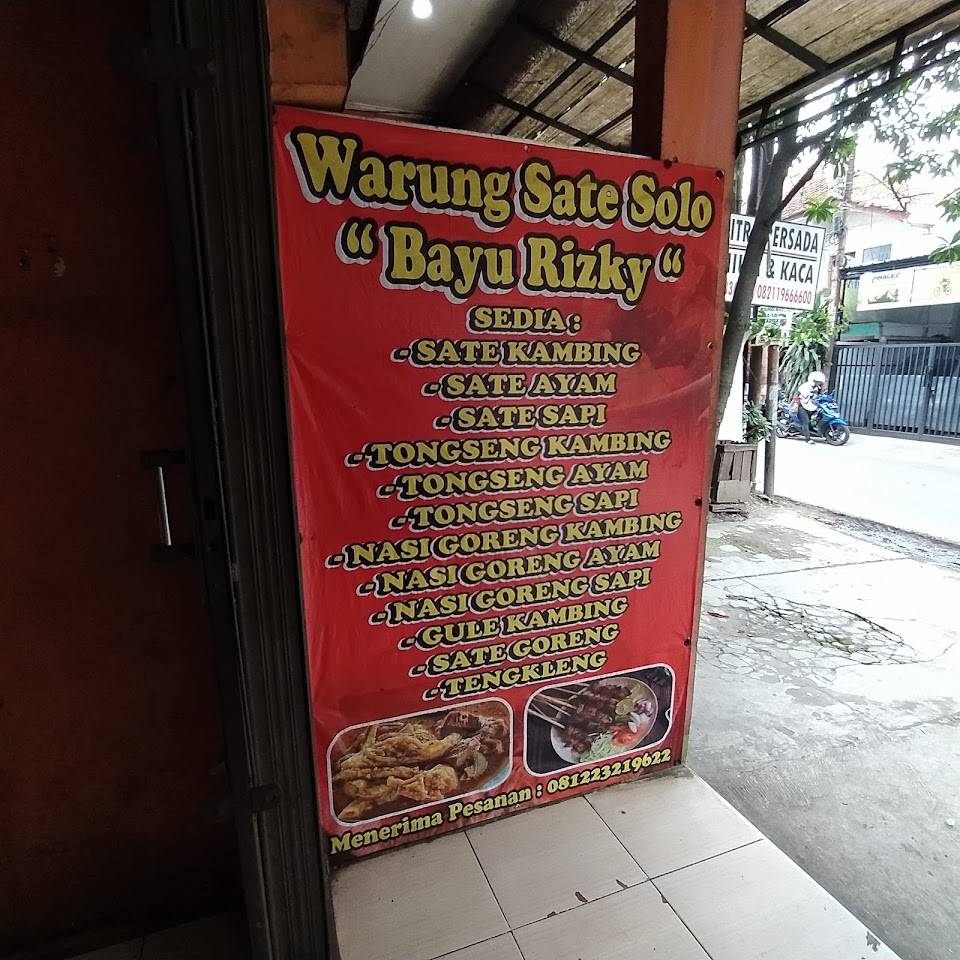 Warung Sate Solo
“ Bayu Rizky “
SEDIA :
- SATE KAMBING
- SATE AYAM
- SATE SAPI
- TONGSENG KAMBING
- TONGSENG AYAM
- TONGSENG SAPI
- NASI GORENG KAMBING
- NASI GORENG AYAM
- NASI GORENG SAPI
- GULE KAMBING
- SATE GORENG
- TENGKLENG
Menerima Pesanan : 081223219622
& KACA
082119666600